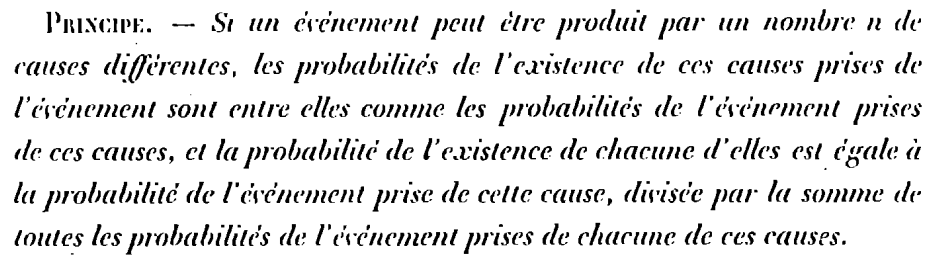 PRINCIPE. — Si un événement peut être produit par un nombre n de
causes différentes, les probabilités de l'existence de ces causes prises de
l'événement sont entre elles comme les probabilités de l'événement prises
de ces causes, et la probabilité de l'existence de chacune d'elles est égale à
la probabilité de l'événement prise de cette cause, divisée par la somme de
toutes les probabilités de l'événement prises de chacune de ces causes.